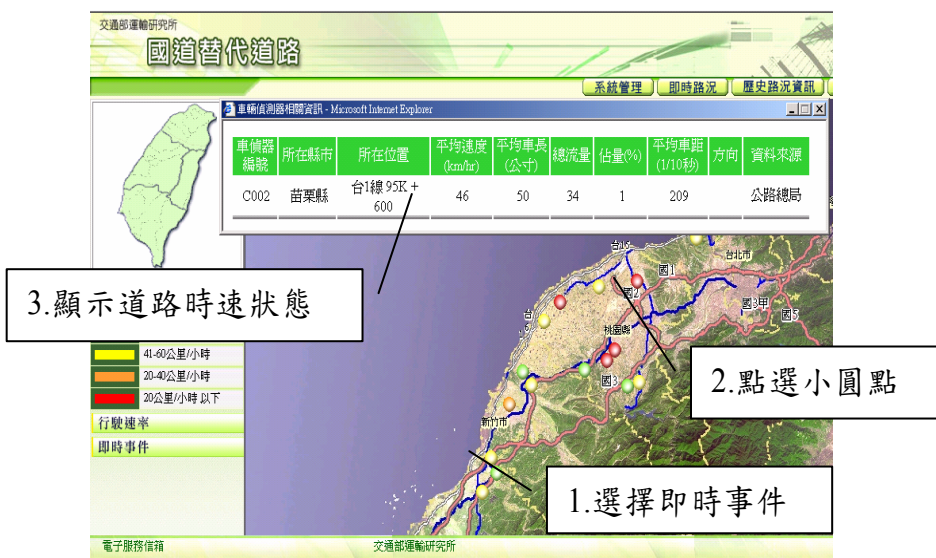 交通部運輸研究所
國道替代道路
系統管理 即時路況 歷史路況資訊
車輛偵測器相關資訊 - Microsoft Internet Explorer
車偵器編號 所在縣市 所在位置 平均速度(km/hr) 平均車長(公寸) 總流量 佔量(%) 平均車距(1/10秒) 方向 資料來源
C002 苗栗縣 台1線 95K + 600 46 50 34 1 209 公路總局
台15
台北市
國1
3.顯示道路時速狀態
國2
國3甲
國5
台6
桃園縣
41-60公里/小時
20-40公里/小時
國3
2.點選小圓點
20公里/小時 以下
行駛速率
新竹市
即時事件
1.選擇即時事件
電子服務信箱 交通部運輸研究所